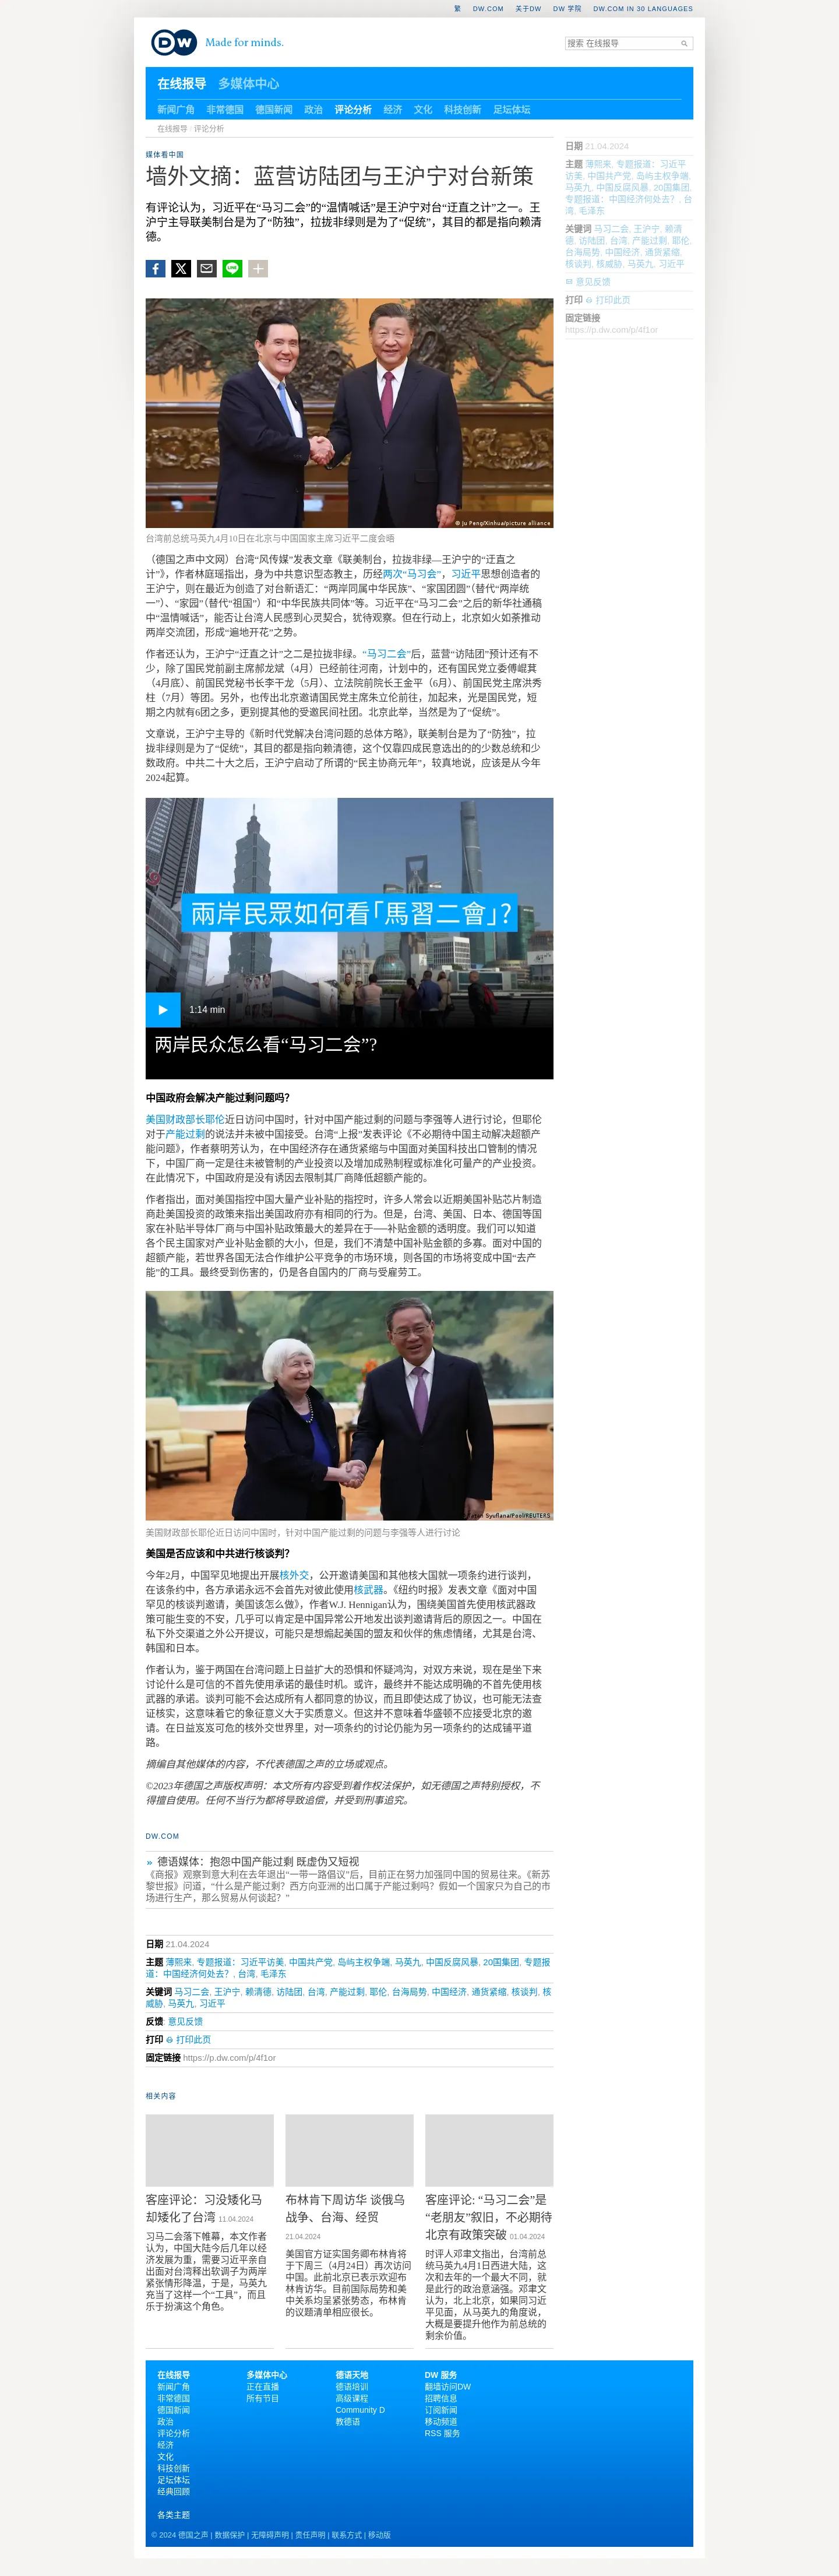 繁 DW.COM 关于DW DW 学院 DW.COM IN 30 LANGUAGES
DW Made for minds.
搜索 在线报导
在线报导 多媒体中心
新闻广角 非常德国 德国新闻 政治 评论分析 经济 文化 科技创新 足坛体坛
在线报导 / 评论分析
媒体看中国
墙外文摘：蓝营访陆团与王沪宁对台新策
有评论认为，习近平在“马习二会”的“温情喊话”是王沪宁对台“迂直之计”之一。王
沪宁主导联美制台是为了“防独”，拉拢非绿则是为了“促统”，其目的都是指向赖清
德。
© Ju Peng/Xinhua/picture alliance
台湾前总统马英九4月10日在北京与中国国家主席习近平二度会晤
（德国之声中文网）台湾“风传媒”发表文章《联美制台，拉拢非绿—王沪宁的“迂直之
计”》，作者林庭瑶指出，身为中共意识型态教主，历经两次“马习会”，习近平思想创造者的
王沪宁，则在最近为创造了对台新语汇：“两岸同属中华民族”、“家国团圆”（替代“两岸统
一”）、“家园”（替代“祖国”）和“中华民族共同体”等。习近平在“马习二会”之后的新华社通稿
中“温情喊话”，能否让台湾人民感到心灵契合，犹待观察。但在行动上，北京如火如荼推动
两岸交流团，形成“遍地开花”之势。
作者还认为，王沪宁“迂直之计”之二是拉拢非绿。“马习二会”后，蓝营“访陆团”预计还有不
少，除了国民党前副主席郝龙斌（4月）已经前往河南，计划中的，还有国民党立委傅崐萁
（4月底）、前国民党秘书长李干龙（5月）、立法院前院长王金平（6月）、前国民党主席洪秀
柱（7月）等团。另外，也传出北京邀请国民党主席朱立伦前往，加起来，光是国民党，短
期之内就有6团之多，更别提其他的受邀民间社团。北京此举，当然是为了“促统”。
文章说，王沪宁主导的《新时代党解决台湾问题的总体方略》，联美制台是为了“防独”，拉
拢非绿则是为了“促统”，其目的都是指向赖清德，这个仅靠四成民意选出的的少数总统和少
数政府。中共二十大之后，王沪宁启动了所谓的“民主协商元年”，较真地说，应该是从今年
2024起算。
兩岸民眾如何看「馬習二會」？
1:14 min
两岸民众怎么看“马习二会”？
中国政府会解决产能过剩问题吗？
美国财政部长耶伦近日访问中国时，针对中国产能过剩的问题与李强等人进行讨论，但耶伦
对于产能过剩的说法并未被中国接受。台湾“上报”发表评论《不必期待中国主动解决超额产
能问题》，作者蔡明芳认为，在中国经济存在通货紧缩与中国面对美国科技出口管制的情况
下，中国厂商一定是往未被管制的产业投资以及增加成熟制程或标准化可量产的产业投资。
在此情况下，中国政府是没有诱因去限制其厂商降低超额产能的。
作者指出，面对美国指控中国大量产业补贴的指控时，许多人常会以近期美国补贴芯片制造
商赴美国投资的政策来指出美国政府亦有相同的行为。但是，台湾、美国、日本、德国等国
家在补贴半导体厂商与中国补贴政策最大的差异在于──补贴金额的透明度。我们可以知道
各个民主国家对产业补贴金额的大小，但是，我们不清楚中国补贴金额的多寡。面对中国的
超额产能，若世界各国无法合作维护公平竞争的市场环境，则各国的市场将变成中国“去产
能”的工具。最终受到伤害的，仍是各自国内的厂商与受雇劳工。
Syuflana/Pool/REUTERS
美国财政部长耶伦近日访问中国时，针对中国产能过剩的问题与李强等人进行讨论
美国是否应该和中共进行核谈判？
今年2月，中国罕见地提出开展核外交，公开邀请美国和其他核大国就一项条约进行谈判，
在该条约中，各方承诺永远不会首先对彼此使用核武器。《纽约时报》发表文章《面对中国
罕见的核谈判邀请，美国该怎么做》，作者W.J. Hennigan认为，围绕美国首先使用核武器政
策可能生变的不安，几乎可以肯定是中国异常公开地发出谈判邀请背后的原因之一。中国在
私下外交渠道之外公开提议，可能只是想煽起美国的盟友和伙伴的焦虑情绪，尤其是台湾、
韩国和日本。
作者认为，鉴于两国在台湾问题上日益扩大的恐惧和怀疑鸿沟，对双方来说，现在是坐下来
讨论什么是可信的不首先使用承诺的最佳时机。或许，最终并不能达成明确的不首先使用核
武器的承诺。谈判可能不会达成所有人都同意的协议，而且即使达成了协议，也可能无法查
证核实，这意味着它的象征意义大于实质意义。但这并不意味着华盛顿不应接受北京的邀
请。在日益岌岌可危的核外交世界里，对一项条约的讨论仍能为另一项条约的达成铺平道
路。
摘编自其他媒体的内容，不代表德国之声的立场或观点。
©2023年德国之声版权声明：本文所有内容受到着作权法保护，如无德国之声特别授权，不
得擅自使用。任何不当行为都将导致追偿，并受到刑事追究。
DW.COM
» 德语媒体：抱怨中国产能过剩 既虚伪又短视
《商报》观察到意大利在去年退出“一带一路倡议"后，目前正在努力加强同中国的贸易往来。《新苏
黎世报》问道，“什么是产能过剩？西方向亚洲的出口属于产能过剩吗？假如一个国家只为自己的市
场进行生产，那么贸易从何谈起？”
日期 21.04.2024
主题 薄熙来, 专题报道：习近平访美, 中国共产党, 岛屿主权争端, 马英九, 中国反腐风暴, 20国集团, 专题报
道：中国经济何处去？, 台湾, 毛泽东
关键词 马习二会, 王沪宁, 赖清德, 访陆团, 台湾, 产能过剩, 耶伦, 台海局势, 中国经济, 通货紧缩, 核谈判, 核
威胁, 马英九, 习近平
反馈: 意见反馈
打印 打印此页
固定链接 https://p.dw.com/p/4f1or
相关内容
客座评论：习没矮化马
却矮化了台湾 11.04.2024
习马二会落下帷幕，本文作者
认为，中国大陆今后几年以经
济发展为重，需要习近平亲自
出面对台湾释出软调子为两岸
紧张情形降温，于是，马英九
充当了这样一个“工具”，而且
乐于扮演这个角色。
布林肯下周访华 谈俄乌
战争、台海、经贸
21.04.2024
美国官方证实国务卿布林肯将
于下周三（4月24日）再次访问
中国。此前北京已表示欢迎布
林肯访华。目前国际局势和美
中关系均呈紧张势态，布林肯
的议题清单相应很长。
客座评论: “马习二会”是
“老朋友”叙旧，不必期待
北京有政策突破 01.04.2024
时评人邓聿文指出，台湾前总
统马英九4月1日西进大陆，这
次和去年的一个最大不同，就
是此行的政治意涵强。邓聿文
认为，北上北京，如果同习近
平见面，从马英九的角度说，
大概是要提升他作为前总统的
剩余价值。
日期 21.04.2024
主题 薄熙来, 专题报道：习近平
访美, 中国共产党, 岛屿主权争端,
马英九, 中国反腐风暴, 20国集团,
专题报道：中国经济何处去？, 台
湾, 毛泽东
关键词 马习二会, 王沪宁, 赖清
德, 访陆团, 台湾, 产能过剩, 耶伦,
台海局势, 中国经济, 通货紧缩,
核谈判, 核威胁, 马英九, 习近平
意见反馈
打印 打印此页
固定链接
https://p.dw.com/p/4f1or
在线报导
新闻广角
非常德国
德国新闻
政治
评论分析
经济
文化
科技创新
足坛体坛
经典回顾
各类主题
多媒体中心
正在直播
所有节目
德语天地
德语培训
高级课程
Community D
教德语
DW 服务
翻墙访问DW
招聘信息
订阅新闻
移动频道
RSS 服务
© 2024 德国之声 | 数据保护 | 无障碍声明 | 责任声明 | 联系方式 | 移动版